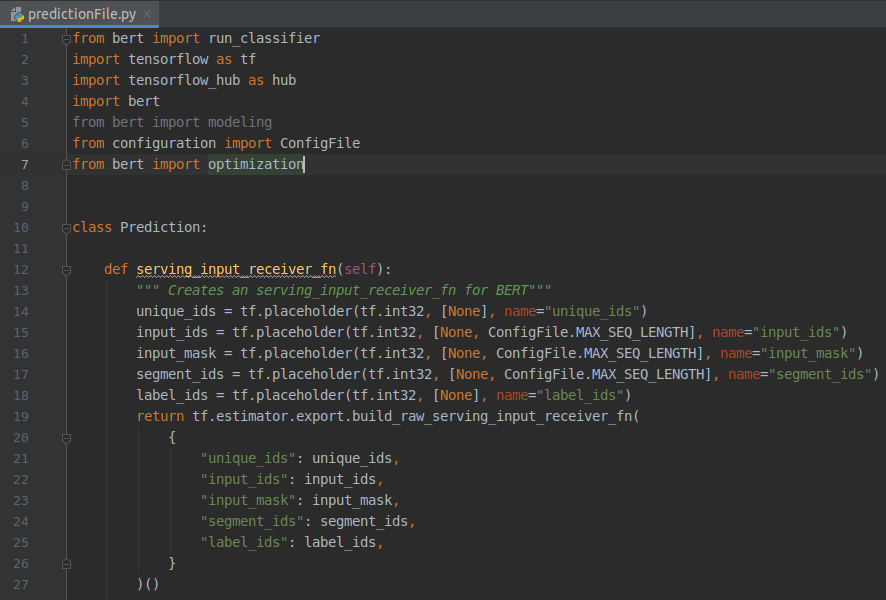 predictionFile.py
1 from bert import run_classifier
2 import tensorflow as tf
3 import tensorflow_hub as hub
4 import bert
5 from bert import modeling
6 from configuration import ConfigFile
7 from bert import optimization
8
9
10 class Prediction:
11
12     def serving_input_receiver_fn(self):
13         """ Creates an serving_input_receiver_fn for BERT"""
14         unique_ids = tf.placeholder(tf.int32, [None], name="unique_ids")
15         input_ids = tf.placeholder(tf.int32, [None, ConfigFile.MAX_SEQ_LENGTH], name="input_ids")
16         input_mask = tf.placeholder(tf.int32, [None, ConfigFile.MAX_SEQ_LENGTH], name="input_mask")
17         segment_ids = tf.placeholder(tf.int32, [None, ConfigFile.MAX_SEQ_LENGTH], name="segment_ids")
18         label_ids = tf.placeholder(tf.int32, [None], name="label_ids")
19         return tf.estimator.export.build_raw_serving_input_receiver_fn(
20             {
21                 "unique_ids": unique_ids,
22                 "input_ids": input_ids,
23                 "input_mask": input_mask,
24                 "segment_ids": segment_ids,
25                 "label_ids": label_ids,
26             }
27         )()